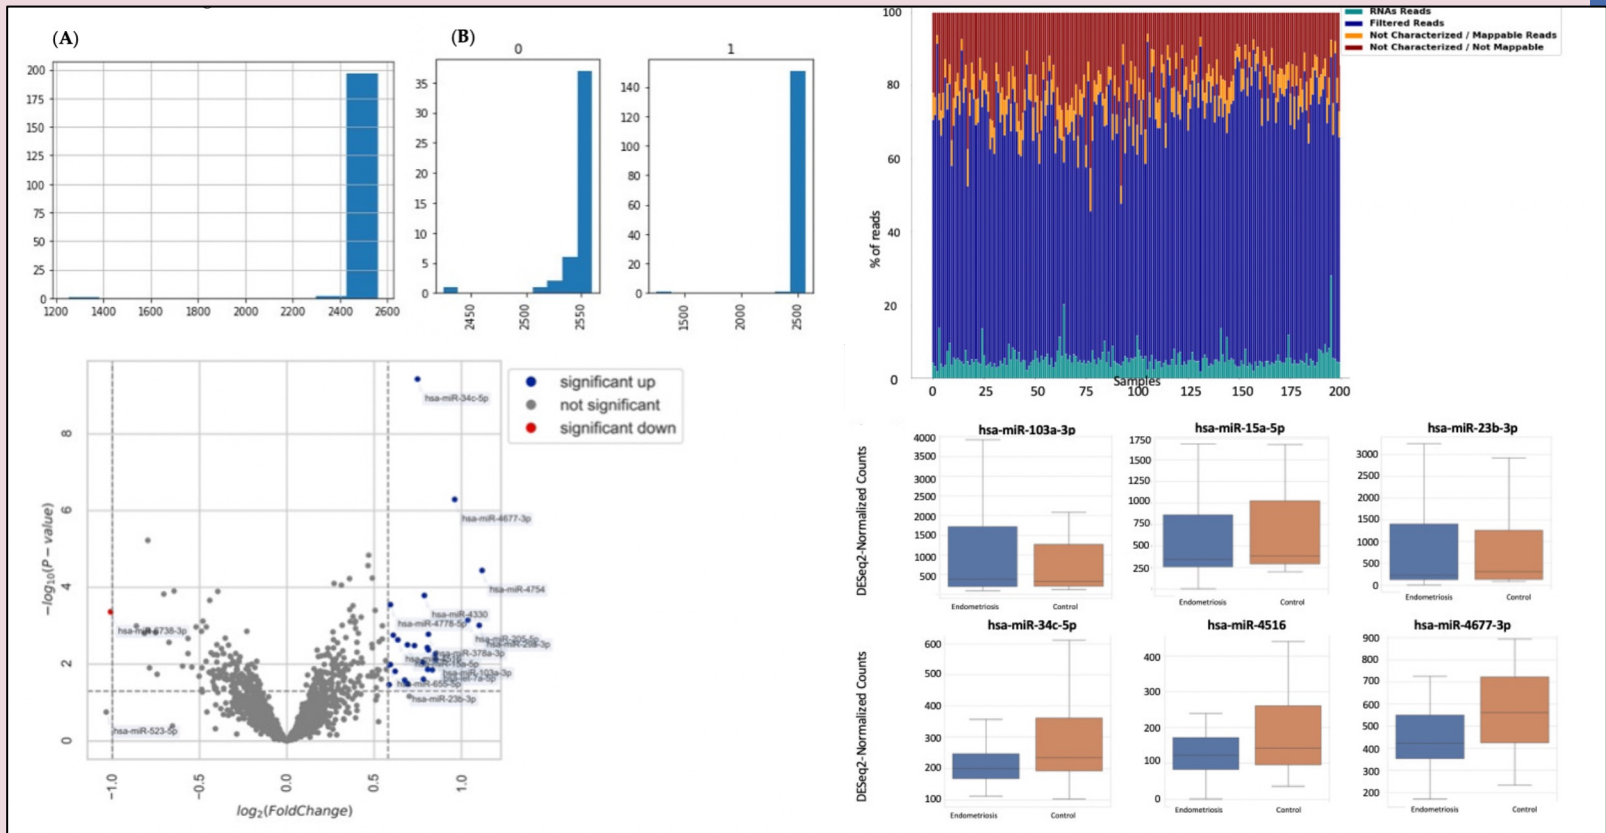 (A)
200
175
150
125
100
75
50
25
0
1200 1400 1600 1800 2000 2200 2400 2600
(B)
0
35
30
25
20
15
10
5
0
2450 2500 2550
1
140
120
100
80
60
40
20
0
1500 2000 2500
RNAs Reads
Filtered Reads
Not Characterized / Mappable Reads
Not Characterized / Not Mappable
% of reads
100
80
60
40
20
0
0 25 50 75 100 125 150 175 200
Samples
significant up
not significant
significant down
−log10(P − value)
8
6
4
2
0
hsa-miR-34c-5p
hsa-miR-4677-3p
hsa-miR-4754
hsa-miR-4330
hsa-miR-4778-5p
hsa-miR-6738-3p
hsa-miR-205-5p
hsa-miR-378a-3p
hsa-miR-103a-3p
hsa-miR-23b-3p
hsa-miR-523-5p
−1.0 −0.5 0.0 0.5 1.0
log2(FoldChange)
DESeq2-Normalized Counts
hsa-miR-103a-3p
4000
3500
3000
2500
2000
1500
1000
500
Endometriosis Control
hsa-miR-15a-5p
1750
1500
1250
1000
750
500
250
Endometriosis Control
hsa-miR-23b-3p
3000
2500
2000
1500
1000
500
0
Endometriosis Control
DESeq2-Normalized Counts
hsa-miR-34c-5p
600
500
400
300
200
100
Endometriosis Control
hsa-miR-4516
400
300
200
100
0
Endometriosis Control
hsa-miR-4677-3p
900
800
700
600
500
400
300
200
Endometriosis Control